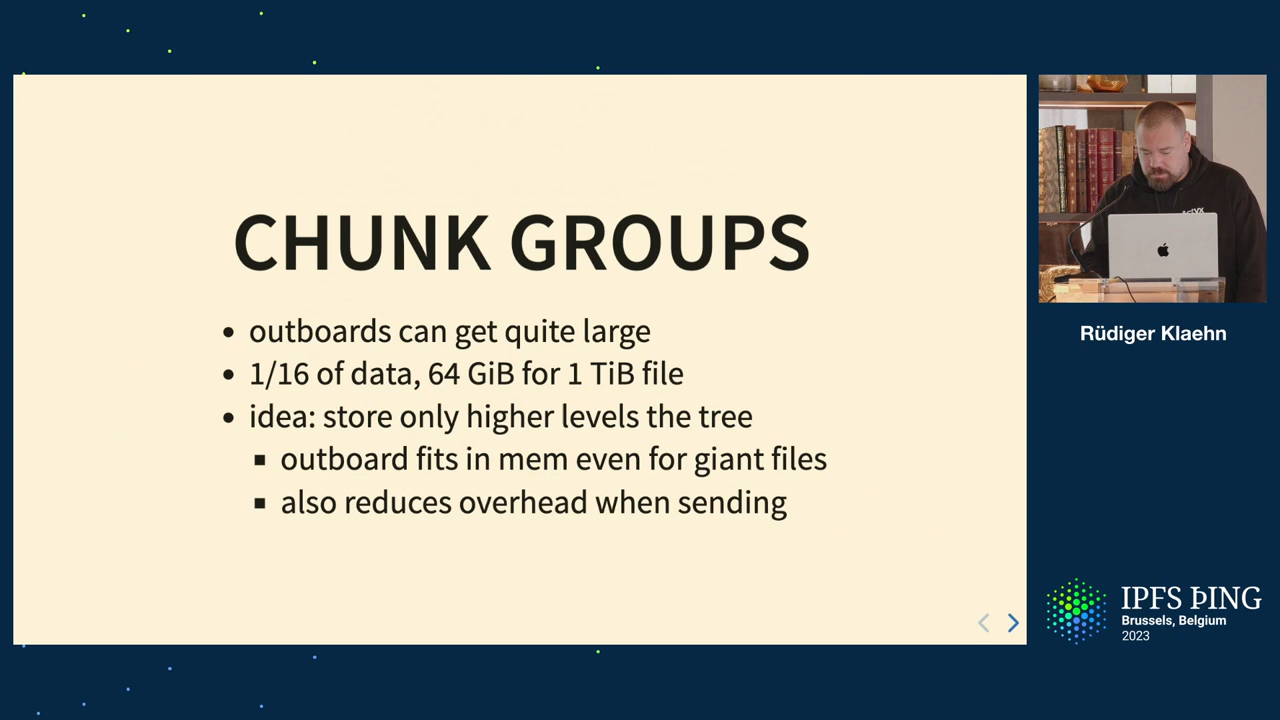 CHUNK GROUPS
• outboards can get quite large
• 1/16 of data, 64 GiB for 1 TiB file
• idea: store only higher levels the tree
▪ outboard fits in mem even for giant files
▪ also reduces overhead when sending
Rüdiger Klaehn
IPFS ÞING
Brussels, Belgium
2023